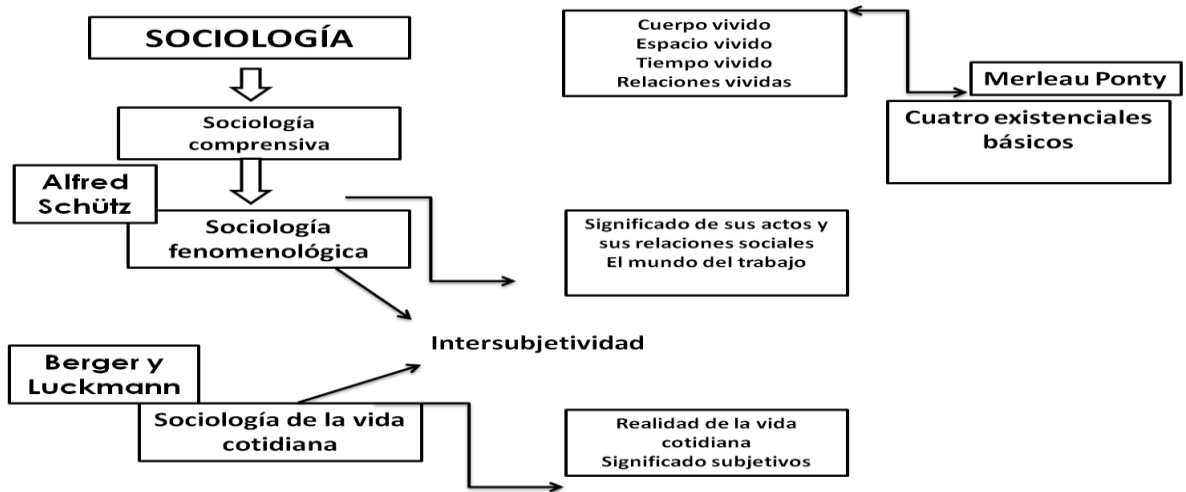 SOCIOLOGÍA
Sociología
comprensiva
Alfred
Schütz
Sociología
fenomenológica
Berger y
Luckmann
Sociología de la vida
cotidiana
Intersubjetividad
Cuerpo vivido
Espacio vivido
Tiempo vivido
Relaciones vividas
Significado de sus actos y
sus relaciones sociales
El mundo del trabajo
Realidad de la vida
cotidiana
Significado subjetivos
Merleau Ponty
Cuatro existenciales
básicos